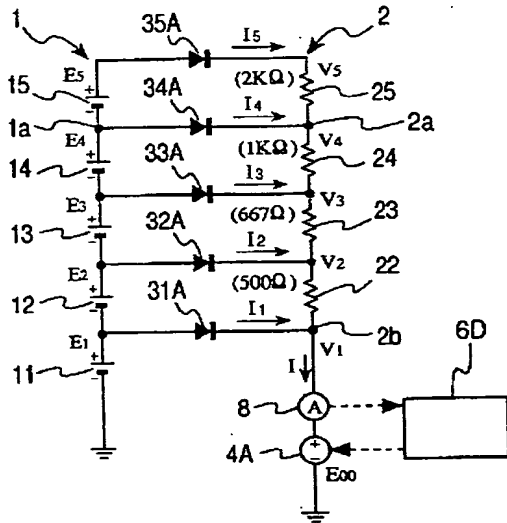 1
35A
I5
2
E5
V5
15
(2KΩ)
25
34A
I4
1a
E4
2a
V4
14
(1KΩ)
24
33A
I3
E3
V3
13
(667Ω)
23
32A
I2
E2
V2
12
(500Ω)
22
31A
I1
E1
V1
2b
11
I
6D
8
A
4A
E00